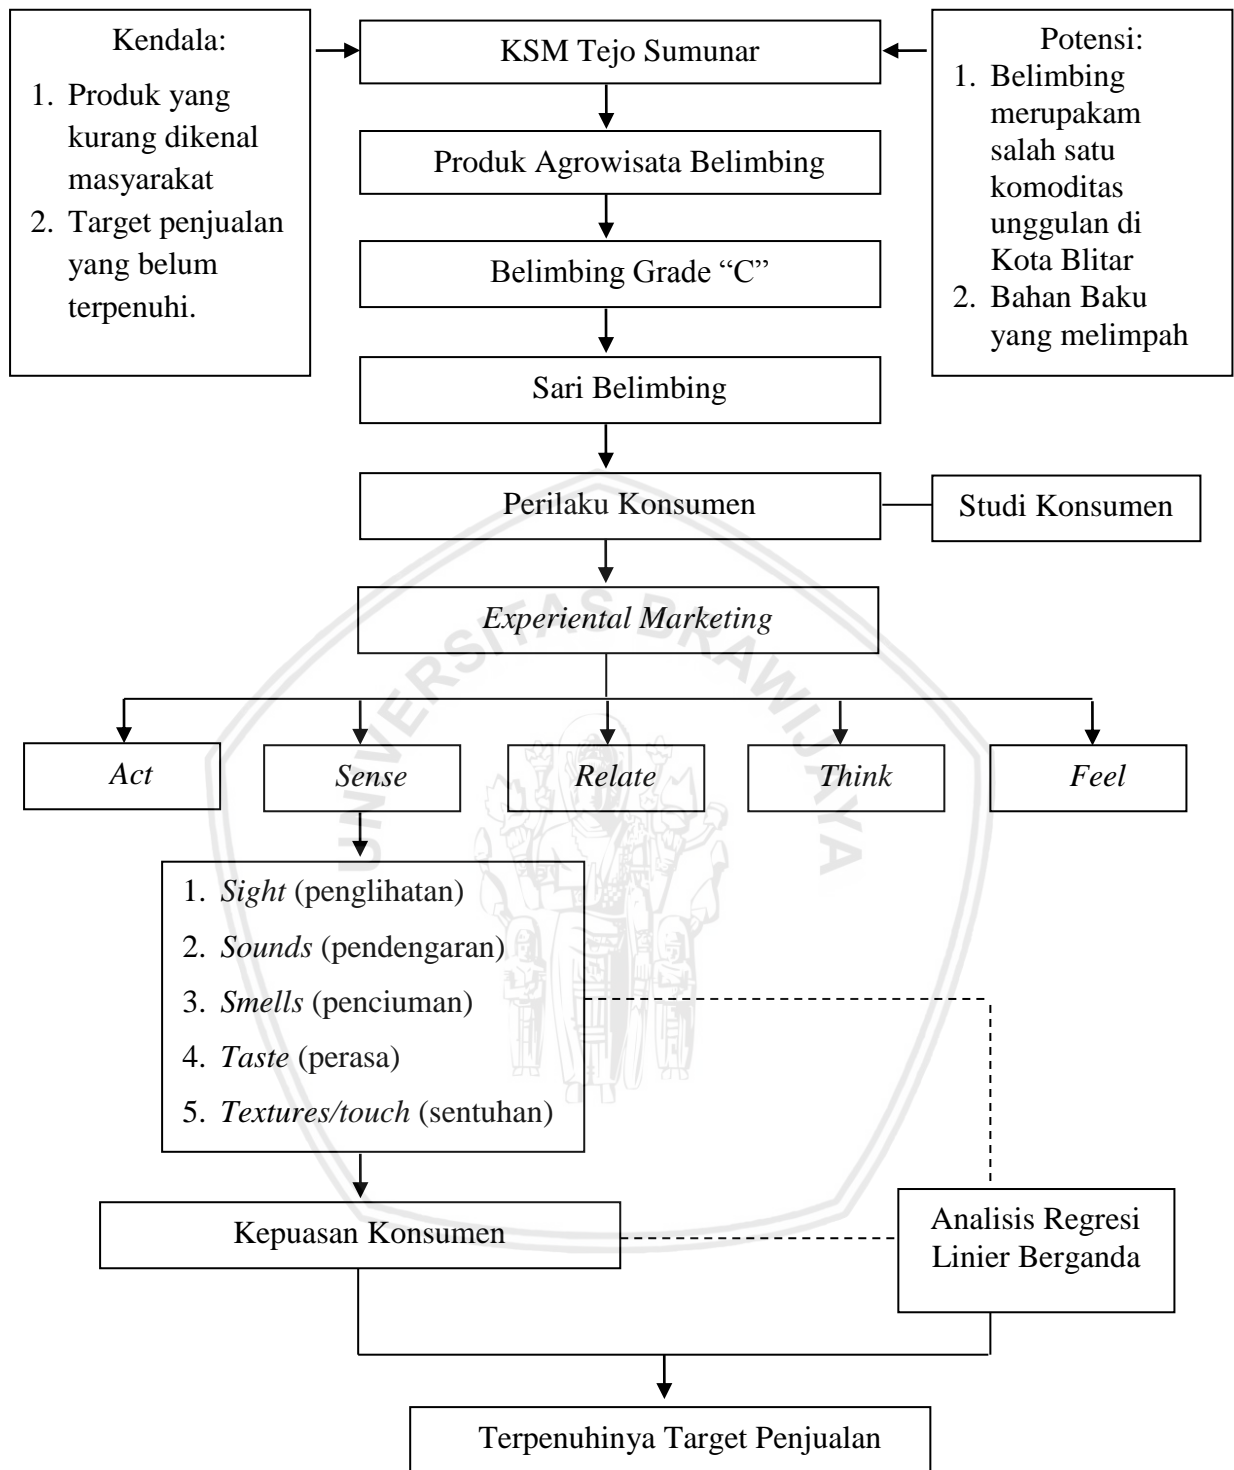 Kendala:
1. Produk yang
kurang dikenal
masyarakat
2. Target penjualan
yang belum
terpenuhi.
KSM Tejo Sumunar
Potensi:
1. Belimbing
merupakam
salah satu
komoditas
unggulan di
Kota Blitar
2. Bahan Baku
yang melimpah
Produk Agrowisata Belimbing
Belimbing Grade “C”
Sari Belimbing
Perilaku Konsumen
Studi Konsumen
Experiental Marketing
UNIVERSITAS BRAWIJAYA
Act
Sense
Relate
Think
Feel
1. Sight (penglihatan)
2. Sounds (pendengaran)
3. Smells (penciuman)
4. Taste (perasa)
5. Textures/touch (sentuhan)
Kepuasan Konsumen
Analisis Regresi
Linier Berganda
Terpenuhinya Target Penjualan